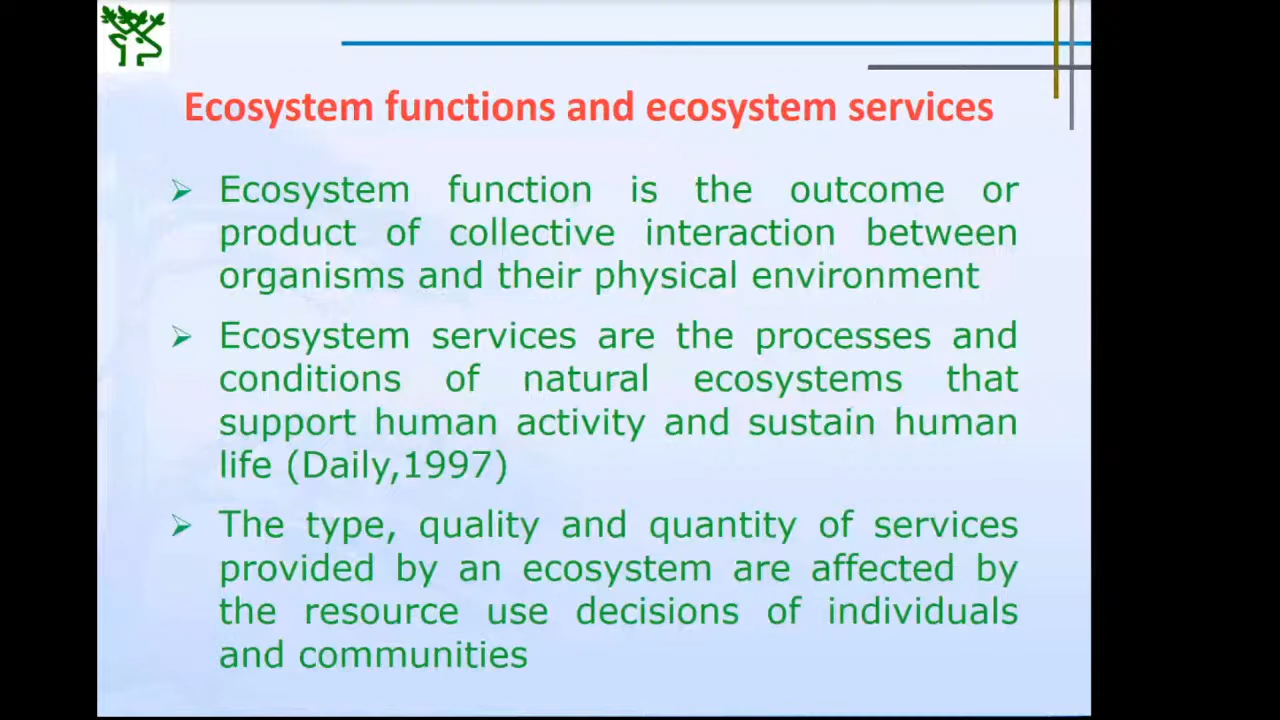 Ecosystem functions and ecosystem services
Ecosystem function is the outcome or
product of collective interaction between
organisms and their physical environment
Ecosystem services are the processes and
conditions of natural ecosystems that
support human activity and sustain human
life (Daily,1997)
The type, quality and quantity of services
provided by an ecosystem are affected by
the resource use decisions of individuals
and communities